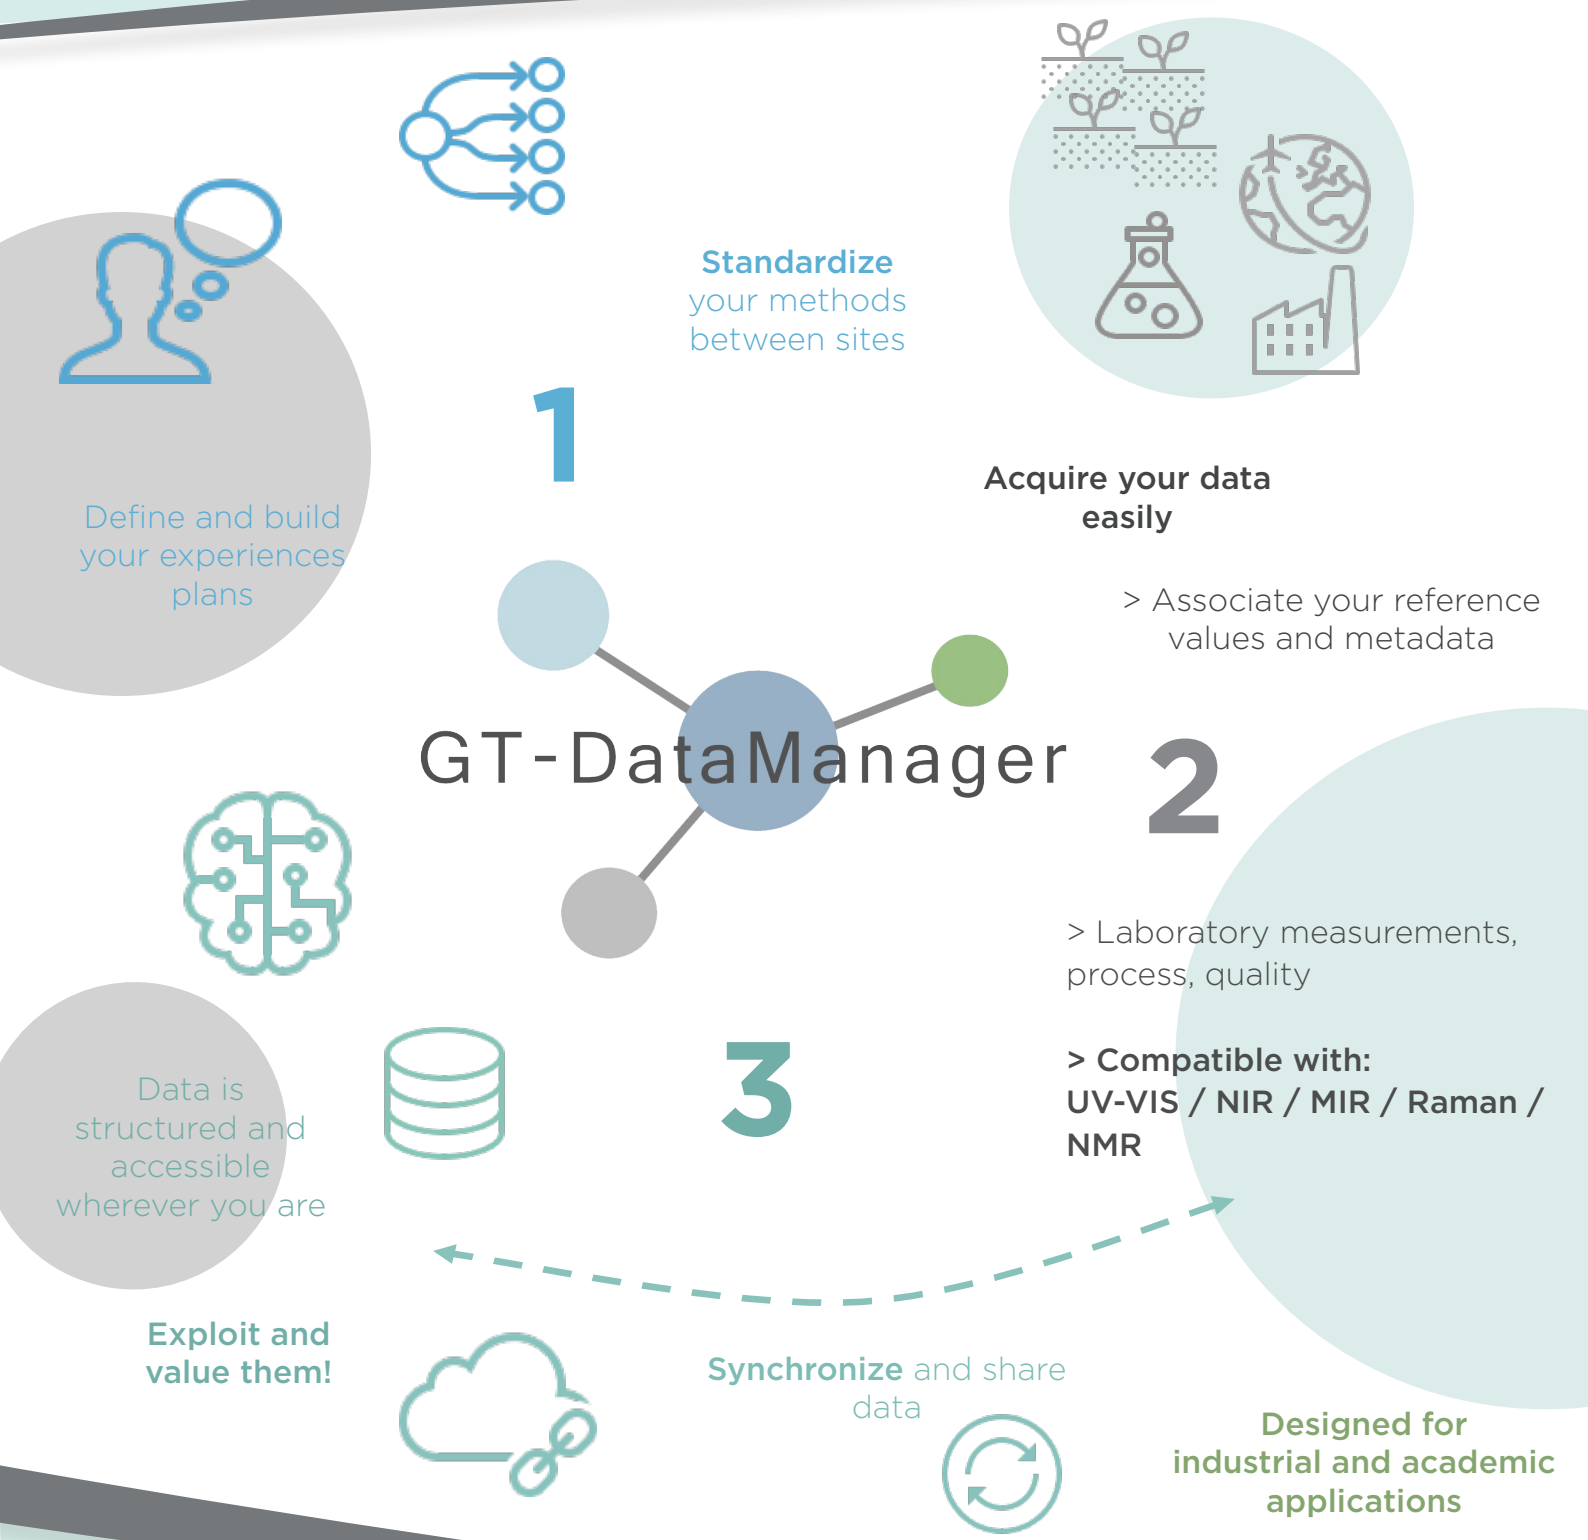 Standardize
your methods
between sites
1
Define and build
your experiences
plans
Acquire your data
easily
> Associate your reference
values and metadata
GT-DataManager
2
> Laboratory measurements,
process, quality
> Compatible with:
UV-VIS / NIR / MIR / Raman /
NMR
3
Data is
structured and
accessible
wherever you are
Exploit and
value them!
Synchronize and share
data
Designed for
industrial and academic
applications